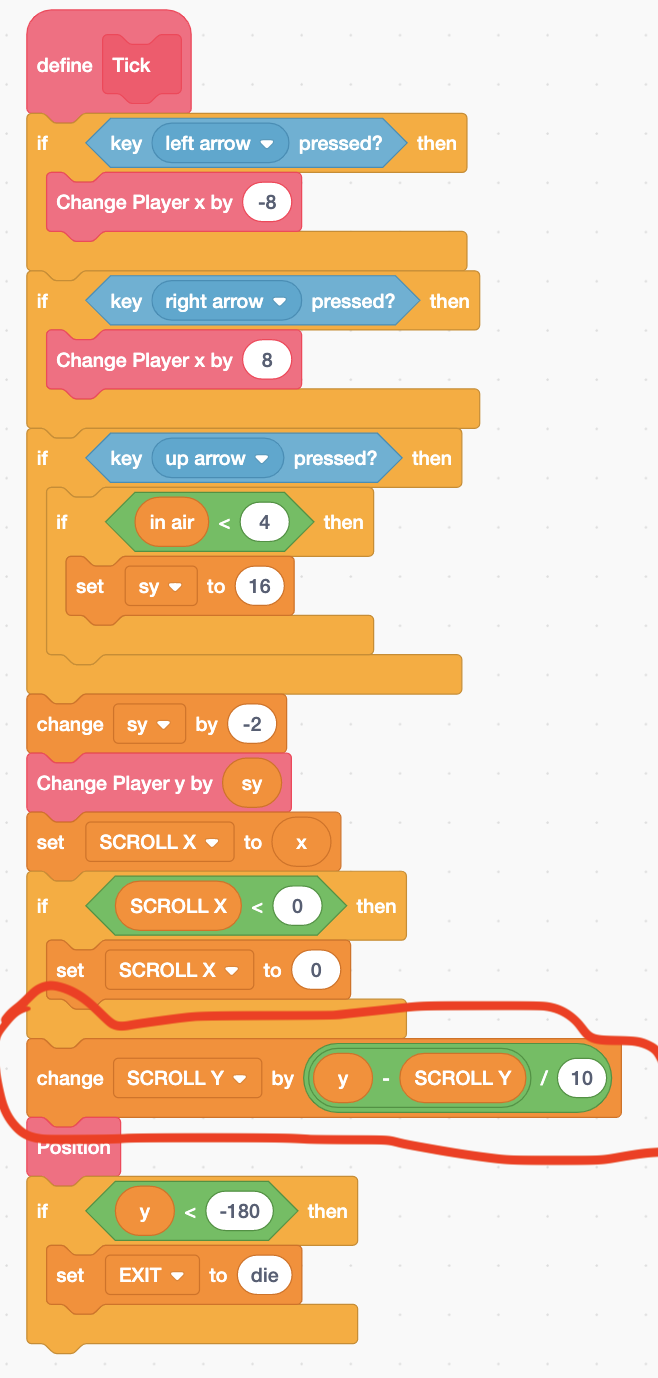 define Tick
if key left arrow pressed? then
Change Player x by -8
if key right arrow pressed? then
Change Player x by 8
if key up arrow pressed? then
if in air < 4 then
set sy to 16
change sy by -2
Change Player y by sy
set SCROLL X to x
if SCROLL X < 0 then
set SCROLL X to 0
change SCROLL Y by y - SCROLL Y / 10
Position
if y < -180 then
set EXIT to die